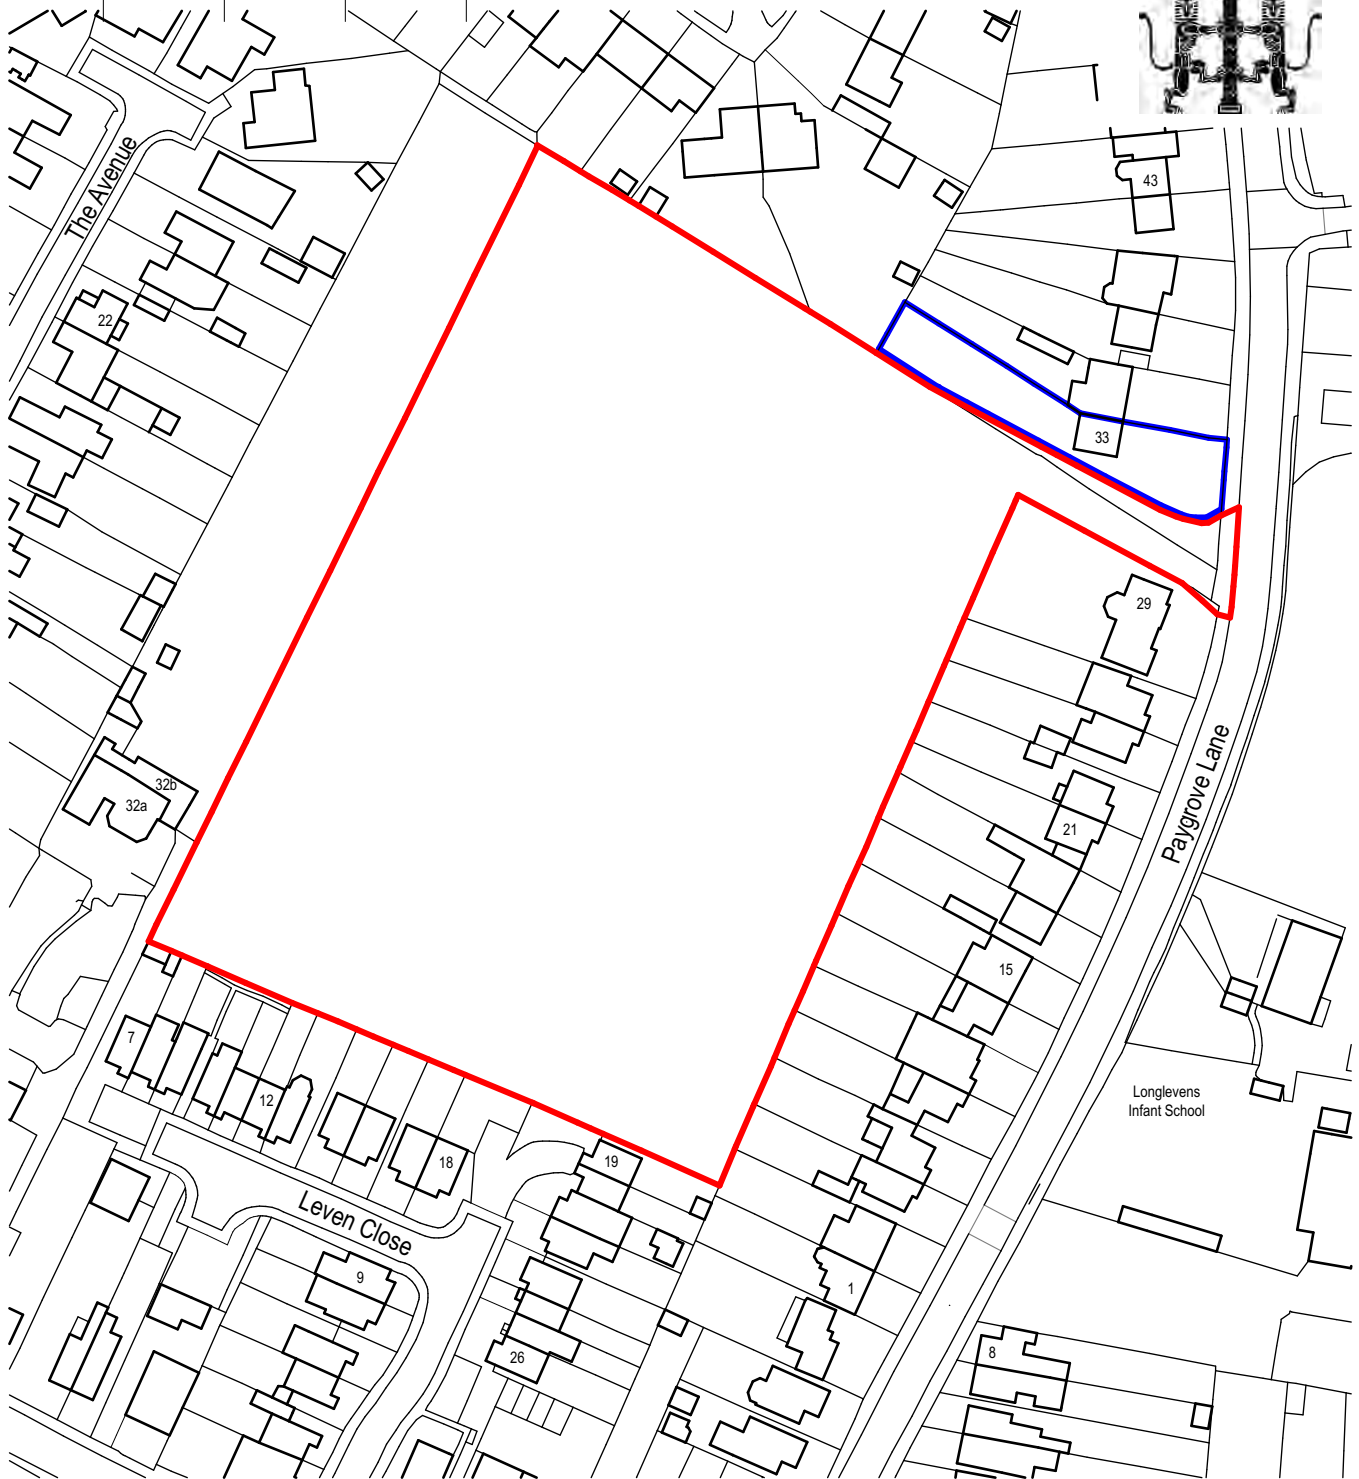 43
The Avenue
22
33
29
32b
32a
Paygrove Lane
21
15
7
12
Longlevens
Infant School
18
19
Leven Close
9
1
26
8